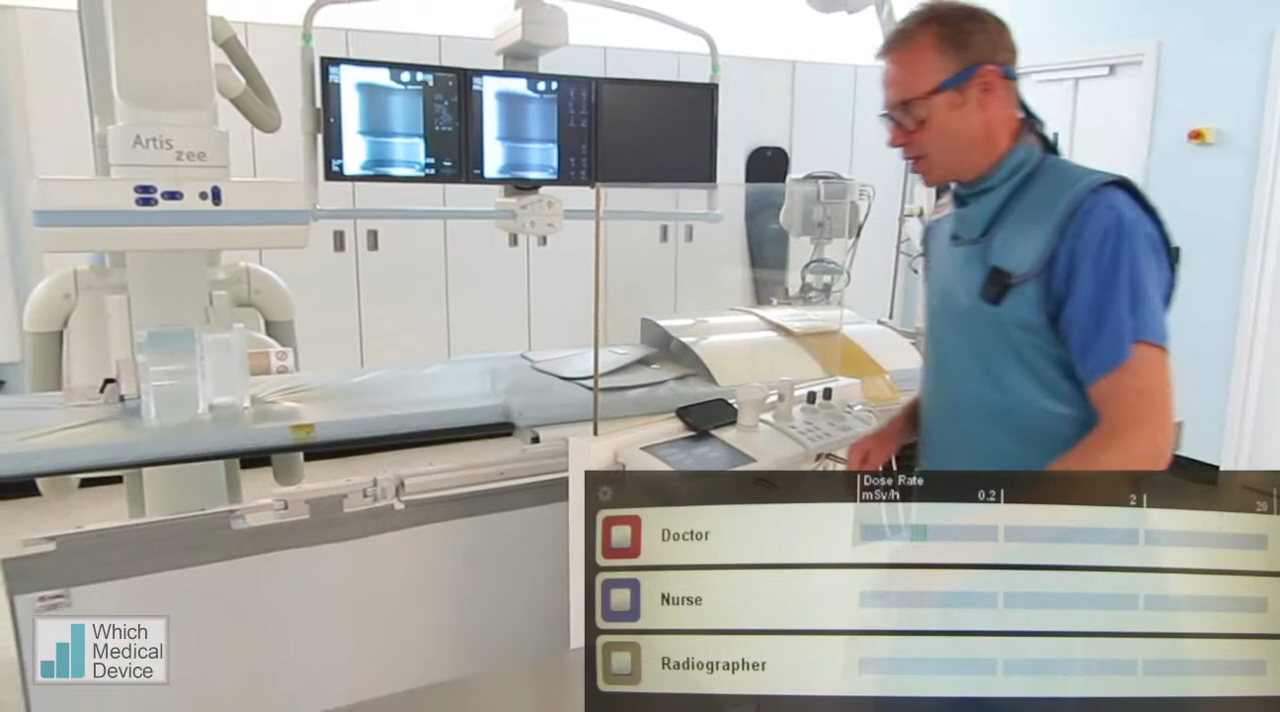 Artis
zee
Dose Rate
mSv/h
0.2
2
20
Doctor
Nurse
Radiographer
Which
Medical
Device